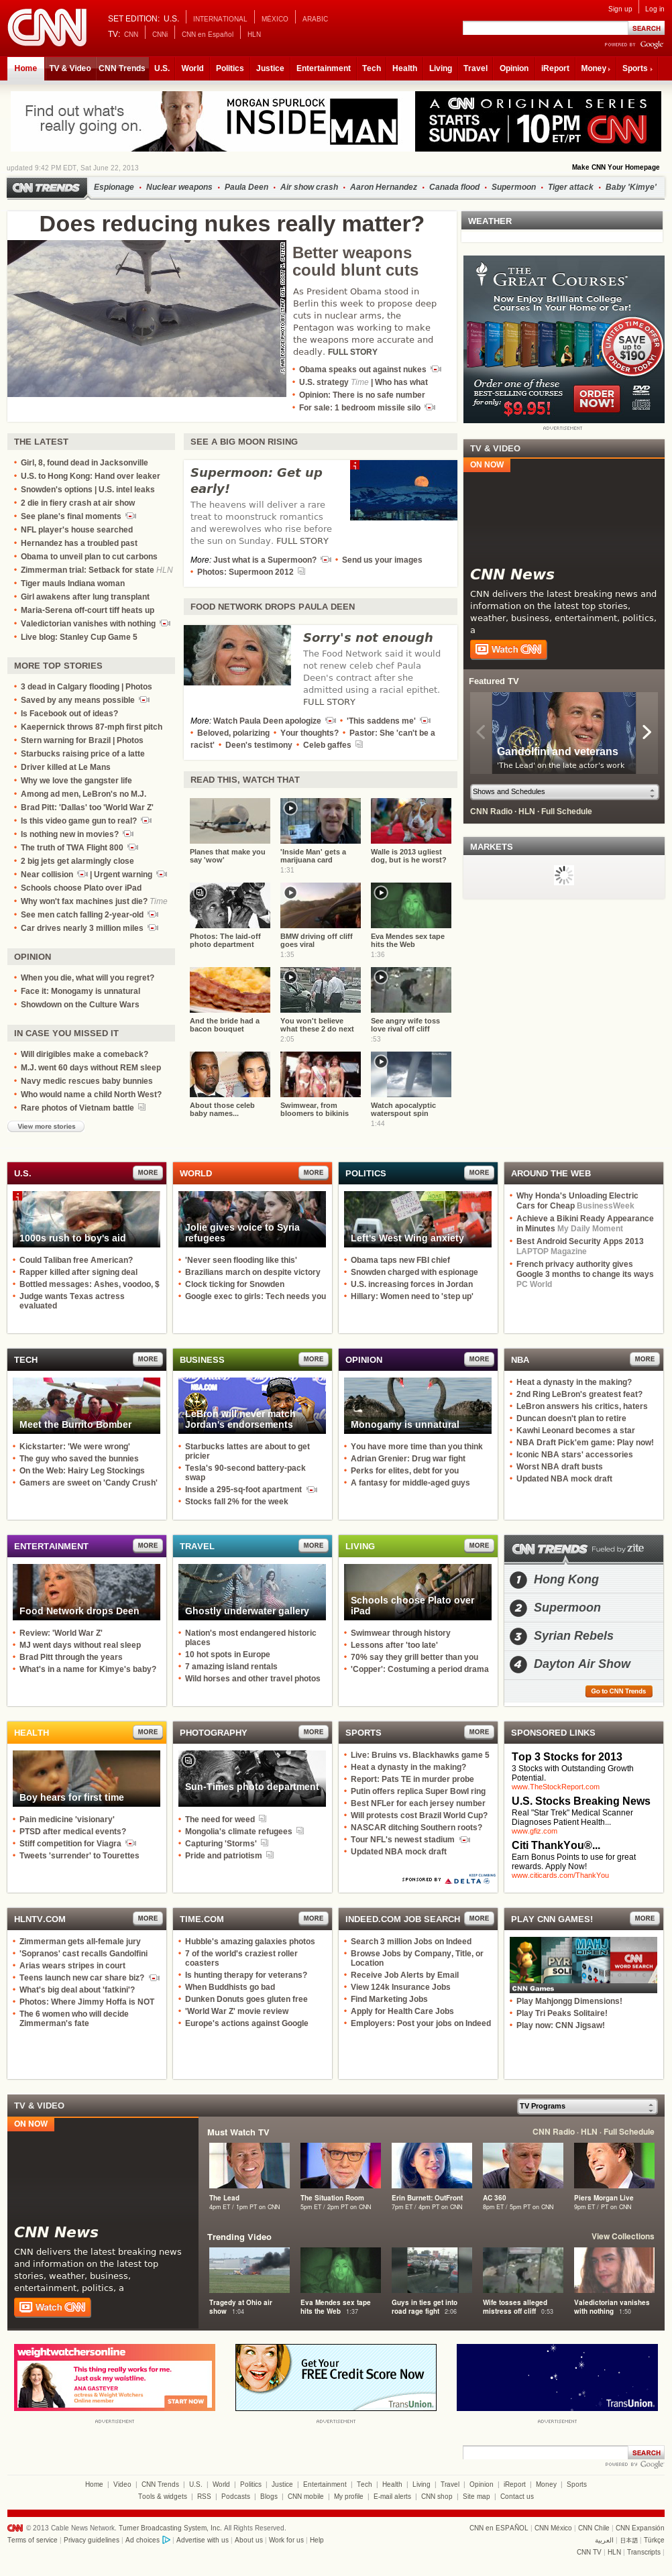 Sign up
Log in
CNN
SET EDITION: U.S.
INTERNATIONAL
MÉXICO
ARABIC
TV: CNN
CNNi
CNN en Español
HLN
SEARCH
POWERED BY Google
Home
TV & Video
CNN Trends
U.S.
World
Politics
Justice
Entertainment
Tech
Health
Living
Travel
Opinion
iReport
Money
Sports
Find out what's really going on.
MORGAN SPURLOCK
INSIDE MAN
A CNN ORIGINAL SERIES
STARTS SUNDAY
10PM ET/PT
CNN
updated 9:42 PM EDT, Sat June 22, 2013
Make CNN Your Homepage
CNN TRENDS
Espionage • Nuclear weapons • Paula Deen • Air show crash • Aaron Hernandez • Canada flood • Supermoon • Tiger attack • Baby 'Kimye'
Does reducing nukes really matter?
Better weapons could blunt cuts
As President Obama stood in
Berlin this week to propose deep
cuts in nuclear arms, the
Pentagon was working to make
the weapons more accurate and
deadly. FULL STORY
Obama speaks out against nukes
U.S. strategy Time | Who has what
Opinion: There is no safe number
For sale: 1 bedroom missile silo
WEATHER
THE GREAT COURSES
Now Enjoy Our Brilliant College Courses in Your Home or Car!
LIMITED TIME OFFER
SAVE UP TO $190
Order one of these best-selling courses for only $9.95!
ORDER NOW!
DVD
ADVERTISEMENT
THE LATEST
Girl, 8, found dead in Jacksonville
U.S. to Hong Kong: Hand over leaker
Snowden's options | U.S. intel leaks
2 die in fiery crash at air show
See plane's final moments
NFL player's house searched
Hernandez has a troubled past
Obama to unveil plan to cut carbons
Zimmerman trial: Setback for state HLN
Tiger mauls Indiana woman
Girl awakens after lung transplant
Maria-Serena off-court tiff heats up
Valedictorian vanishes with nothing
Live blog: Stanley Cup Game 5
MORE TOP STORIES
3 dead in Calgary flooding | Photos
Saved by any means possible
Is Facebook out of ideas?
Kaepernick throws 87-mph first pitch
Stern warning for Brazil | Photos
Starbucks raising price of a latte
Driver killed at Le Mans
Why we love the gangster life
Among ad men, LeBron's no M.J.
Brad Pitt: 'Dallas' too 'World War Z'
Is this video game gun to real?
Is nothing new in movies?
The truth of TWA Flight 800
2 big jets get alarmingly close
Near collision | Urgent warning
Schools choose Plato over iPad
Why won't fax machines just die? Time
See men catch falling 2-year-old
Car drives nearly 3 million miles
OPINION
When you die, what will you regret?
Face it: Monogamy is unnatural
Showdown on the Culture Wars
IN CASE YOU MISSED IT
Will dirigibles make a comeback?
M.J. went 60 days without REM sleep
Navy medic rescues baby bunnies
Who would name a child North West?
Rare photos of Vietnam battle
View more stories
SEE A BIG MOON RISING
Supermoon: Get up early!
The heavens will deliver a rare
treat to moonstruck romantics
and werewolves who rise before
the sun on Sunday. FULL STORY
More: Just what is a Supermoon? • Send us your images
Photos: Supermoon 2012
FOOD NETWORK DROPS PAULA DEEN
Sorry's not enough
The Food Network said it would
not renew celeb chef Paula
Deen's contract after she
admitted using a racial epithet.
FULL STORY
More: Watch Paula Deen apologize • 'This saddens me'
Beloved, polarizing • Your thoughts? • Pastor: She 'can't be a
racist' • Deen's testimony • Celeb gaffes
READ THIS, WATCH THAT
Planes that make you say 'wow'
'Inside Man' gets a marijuana card
1:31
Walle is 2013 ugliest dog, but is he worst?
Photos: The laid-off photo department
BMW driving off cliff goes viral
1:35
Eva Mendes sex tape hits the Web
1:36
And the bride had a bacon bouquet
You won't believe what these 2 do next
2:05
See angry wife toss love rival off cliff
:53
About those celeb baby names...
Swimwear, from bloomers to bikinis
Watch apocalyptic waterspout spin
1:44
TV & VIDEO
ON NOW
CNN News
CNN delivers the latest breaking news and
information on the latest top stories,
weather, business, entertainment, politics,
a
Watch CNN
Featured TV
Gandolfini and veterans
'The Lead' on the late actor's work
Shows and Schedules
CNN Radio · HLN · Full Schedule
MARKETS
U.S.
MORE
1000s rush to boy's aid
Could Taliban free American?
Rapper killed after signing deal
Bottled messages: Ashes, voodoo, $
Judge wants Texas actress evaluated
WORLD
MORE
Jolie gives voice to Syria refugees
'Never seen flooding like this'
Brazilians march on despite victory
Clock ticking for Snowden
Google exec to girls: Tech needs you
POLITICS
MORE
Left's West Wing anxiety
Obama taps new FBI chief
Snowden charged with espionage
U.S. increasing forces in Jordan
Hillary: Women need to 'step up'
AROUND THE WEB
Why Honda's Unloading Electric Cars for Cheap BusinessWeek
Achieve a Bikini Ready Appearance in Minutes My Daily Moment
Best Android Security Apps 2013 LAPTOP Magazine
French privacy authority gives Google 3 months to change its ways PC World
TECH
MORE
Meet the Burrito Bomber
Kickstarter: 'We were wrong'
The guy who saved the bunnies
On the Web: Hairy Leg Stockings
Gamers are sweet on 'Candy Crush'
BUSINESS
MORE
LeBron will never match Jordan's endorsements
Starbucks lattes are about to get pricier
Tesla's 90-second battery-pack swap
Inside a 295-sq-foot apartment
Stocks fall 2% for the week
OPINION
MORE
Monogamy is unnatural
You have more time than you think
Adrian Grenier: Drug war fight
Perks for elites, debt for you
A fantasy for middle-aged guys
NBA
MORE
Heat a dynasty in the making?
2nd Ring LeBron's greatest feat?
LeBron answers his critics, haters
Duncan doesn't plan to retire
Kawhi Leonard becomes a star
NBA Draft Pick'em game: Play now!
Iconic NBA stars' accessories
Worst NBA draft busts
Updated NBA mock draft
ENTERTAINMENT
MORE
Food Network drops Deen
Review: 'World War Z'
MJ went days without real sleep
Brad Pitt through the years
What's in a name for Kimye's baby?
TRAVEL
MORE
Ghostly underwater gallery
Nation's most endangered historic places
10 hot spots in Europe
7 amazing island rentals
Wild horses and other travel photos
LIVING
MORE
Schools choose Plato over iPad
Swimwear through history
Lessons after 'too late'
70% say they grill better than you
'Copper': Costuming a period drama
CNN TRENDS Fueled by zite
1 Hong Kong
2 Supermoon
3 Syrian Rebels
4 Dayton Air Show
Go to CNN Trends
HEALTH
MORE
Boy hears for first time
Pain medicine 'visionary'
PTSD after medical events?
Stiff competition for Viagra
Tweets 'surrender' to Tourettes
PHOTOGRAPHY
MORE
Sun-Times photo department
The need for weed
Mongolia's climate refugees
Capturing 'Storms'
Pride and patriotism
SPORTS
MORE
Live: Bruins vs. Blackhawks game 5
Heat a dynasty in the making?
Report: Pats TE in murder probe
Putin offers replica Super Bowl ring
Best NFLer for each jersey number
Will protests cost Brazil World Cup?
NASCAR ditching Southern roots?
Tour NFL's newest stadium
Updated NBA mock draft
SPONSORED BY
KEEP CLIMBING
DELTA
SPONSORED LINKS
Top 3 Stocks for 2013
3 Stocks with Outstanding Growth Potential.
www.TheStockReport.com
U.S. Stocks Breaking News
Real "Star Trek" Medical Scanner Diagnoses Patient Health...
www.qfiz.com
Citi ThankYou®...
Earn Bonus Points to use for great rewards. Apply Now!
www.citicards.com/ThankYou
HLNTV.COM
MORE
Zimmerman gets all-female jury
'Sopranos' cast recalls Gandolfini
Arias wears stripes in court
Teens launch new car share biz?
What's big deal about 'fatkini'?
Photos: Where Jimmy Hoffa is NOT
The 6 women who will decide Zimmerman's fate
TIME.COM
MORE
Hubble's amazing galaxies photos
7 of the world's craziest roller coasters
Is hunting therapy for veterans?
When Buddhists go bad
Dunken Donuts goes gluten free
'World War Z' movie review
Europe's actions against Google
INDEED.COM JOB SEARCH
MORE
Search 3 million Jobs on Indeed
Browse Jobs by Company, Title, or Location
Receive Job Alerts by Email
View 124k Insurance Jobs
Find Marketing Jobs
Apply for Health Care Jobs
Employers: Post your jobs on Indeed
PLAY CNN GAMES!
MORE
CNN WORD SEARCH
CNN Games
Play Mahjongg Dimensions!
Play Tri Peaks Solitaire!
Play now: CNN Jigsaw!
TV & VIDEO
TV Programs
ON NOW
CNN News
CNN delivers the latest breaking news
and information on the latest top
stories, weather, business,
entertainment, politics, a
Watch CNN
Must Watch TV
CNN Radio · HLN · Full Schedule
The Lead
4pm ET / 1pm PT on CNN
The Situation Room
5pm ET / 2pm PT on CNN
Erin Burnett: OutFront
7pm ET / 4pm PT on CNN
AC 360
8pm ET / 5pm PT on CNN
Piers Morgan Live
9pm ET / PT on CNN
Trending Video
View Collections
Tragedy at Ohio air show 1:04
Eva Mendes sex tape hits the Web 1:37
Guys in ties get into road rage fight 2:06
Wife tosses alleged mistress off cliff 0:53
Valedictorian vanishes with nothing 1:50
weightwatchersonline
This thing really works for me.
Just ask my waistline.
ANA GASTEYER
actress & Weight Watchers Online member
START NOW
ADVERTISEMENT
Get Your
FREE Credit Score Now
TransUnion.
ADVERTISEMENT
TransUnion.
ADVERTISEMENT
SEARCH
POWERED BY Google
Home | Video | CNN Trends | U.S. | World | Politics | Justice | Entertainment | Tech | Health | Living | Travel | Opinion | iReport | Money | Sports
Tools & widgets | RSS | Podcasts | Blogs | CNN mobile | My profile | E-mail alerts | CNN shop | Site map | Contact us
CNN © 2013 Cable News Network. Turner Broadcasting System, Inc. All Rights Reserved.
Terms of service | Privacy guidelines | Ad choices | Advertise with us | About us | Work for us | Help
CNN en ESPAÑOL | CNN México | CNN Chile | CNN Expansión
العربية | 日本語 | Türkçe
CNN TV | HLN | Transcripts